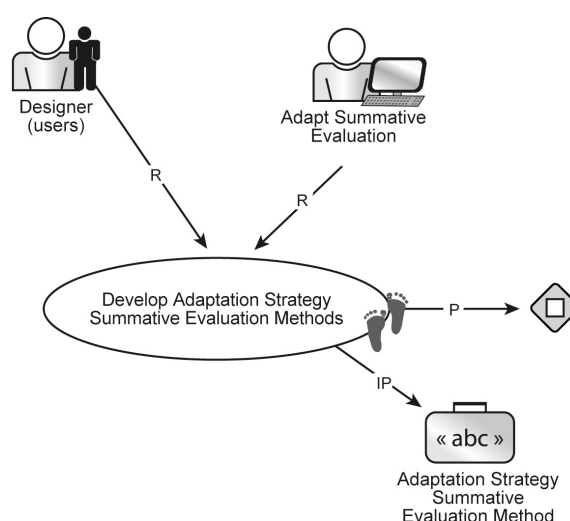 Designer
(users)
Adapt Summative
Evaluation
R
R
Develop Adaptation Strategy
Summative Evaluation Methods
P
IP
« abc »
Adaptation Strategy
Summative
Evaluation Method